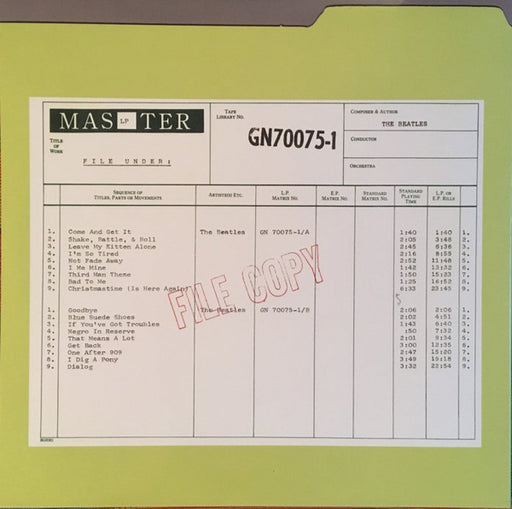 MAS LP TER
TITLE OF WORK
FILE UNDER:
TAPE LIBRARY NO.
GN70075-1
COMPOSER & AUTHOR
THE BEATLES
CONDUCTOR
ORCHESTRA
SEQUENCE OF TITLES, PARTS OR MOVEMENTS
ARTISTE(S) ETC.
L.P. MATRIX NO.
E.P. MATRIX NO.
STANDARD MATRIX NO.
STANDARD PLAYING TIME
L.P. OR E.P. RILLS
1. Come And Get It The Beatles GN 70075-1/A 1:40 1:40 1.
2. Shake, Rattle, & Roll 2:05 3:48 2.
3. Leave My Kitten Alone 2:45 6:36 3.
4. I'm So Tired 2:16 8:55 4.
5. Not Fade Away 2:52 11:48 5.
6. I Me Mine 1:42 13:32 6.
7. Third Man Theme 1:50 15:23 7.
8. Bad To Me 1:25 16:52 8.
9. Christmastime (Is Here Again) 6:33 23:45 9.
FILE COPY
1. Goodbye The Beatles GN 70075-1/B 2:06 2:06 1.
2. Blue Suede Shoes 2:02 4:51 2.
3. If You've Got Troubles 1:43 6:40 3.
4. Negro In Reserve :50 7:32 4.
5. That Means A Lot 2:01 9:34 5.
6. Get Back 3:00 12:35 6.
7. One After 909 2:47 15:20 7.
8. I Dig A Pony 3:49 19:18 8.
9. Dialog 3:32 22:54 9.